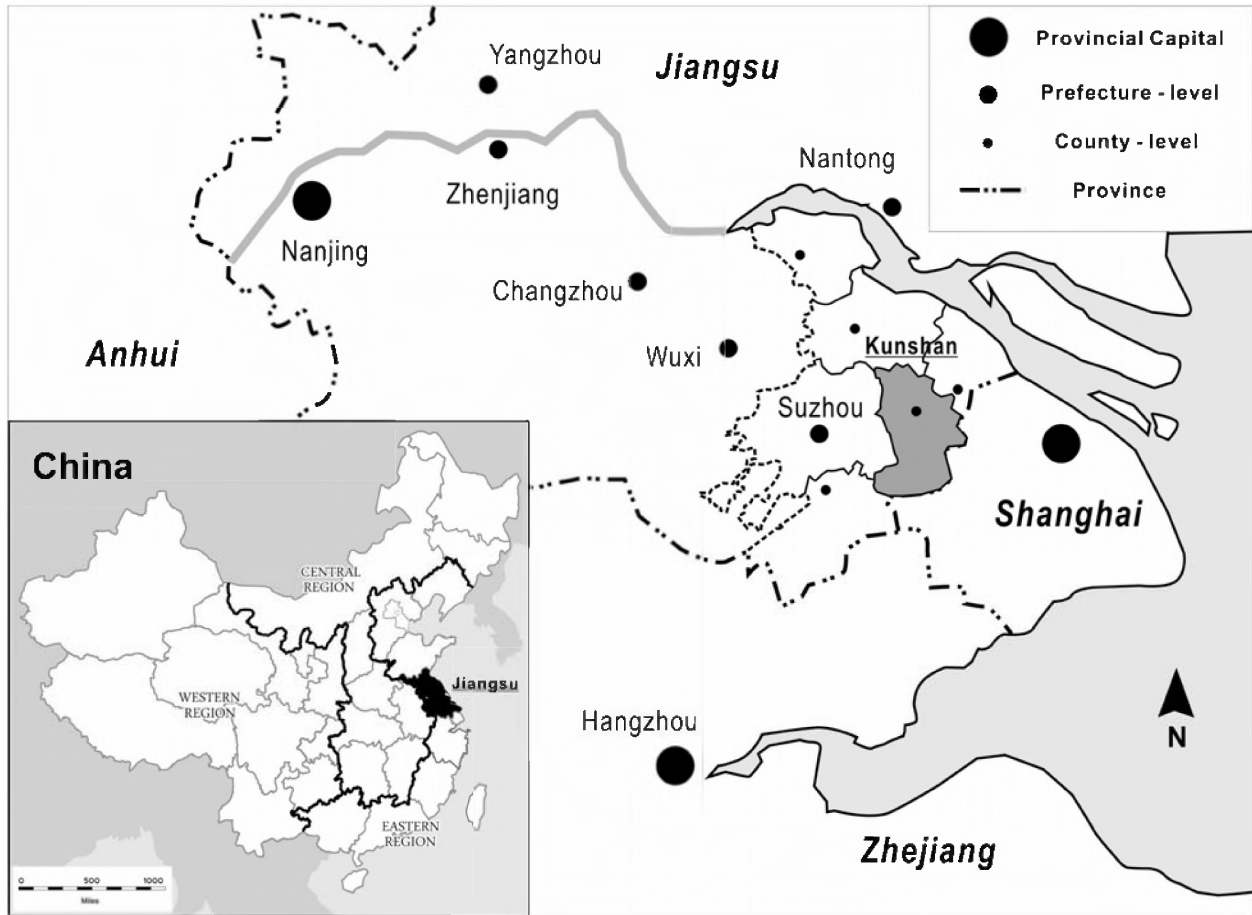 Yangzhou
Jiangsu
Provincial Capital
Prefecture - level
County - level
Province
Nantong
Zhenjiang
Nanjing
Changzhou
Anhui
Wuxi
Kunshan
Suzhou
Shanghai
Hangzhou
N
Zhejiang
China
CENTRAL
REGION
Jiangsu
WESTERN
REGION
EASTERN
REGION
0 500 1000
Miles